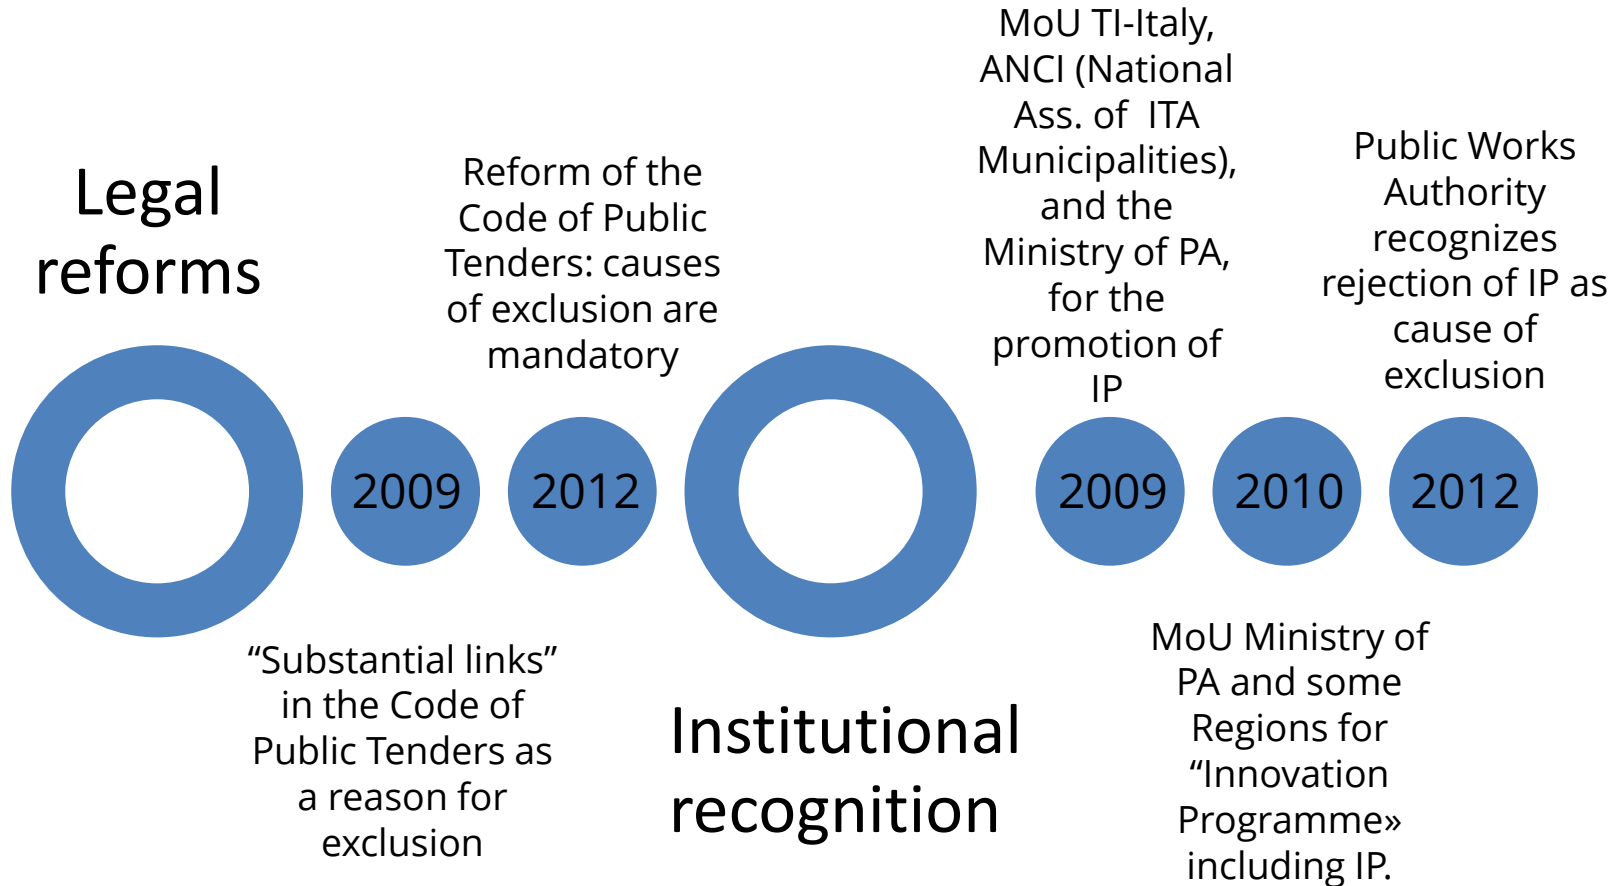 Legal
reforms
2009
“Substantial links”
in the Code of
Public Tenders as
a reason for
exclusion
2012
Reform of the
Code of Public
Tenders: causes
of exclusion are
mandatory
Institutional
recognition
2009
MoU TI-Italy,
ANCI (National
Ass. of ITA
Municipalities),
and the
Ministry of PA,
for the
promotion of
IP
2010
MoU Ministry of
PA and some
Regions for
“Innovation
Programme»
including IP.
2012
Public Works
Authority
recognizes
rejection of IP as
cause of
exclusion